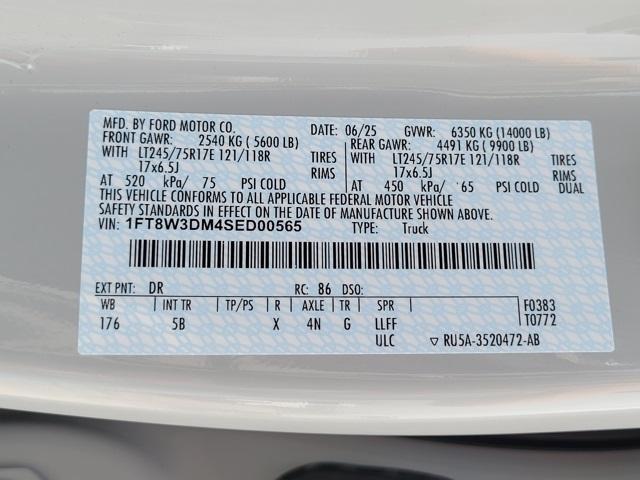 MFD. BY FORD MOTOR CO. DATE: 06/25 GVWR: 6350 KG (14000 LB)
FRONT GAWR: 2540 KG ( 5600 LB) REAR GAWR: 4491 KG ( 9900 LB)
WITH LT245/75R17E 121/118R TIRES WITH LT245/75R17E 121/118R TIRES
17x6.5J RIMS 17x6.5J RIMS
AT 520 kPa/ 75 PSI COLD AT 450 kPa/ 65 PSI COLD DUAL
THIS VEHICLE CONFORMS TO ALL APPLICABLE FEDERAL MOTOR VEHICLE
SAFETY STANDARDS IN EFFECT ON THE DATE OF MANUFACTURE SHOWN ABOVE.
VIN: 1FT8W3DM4SED00565 TYPE: Truck
EXT PNT: DR RC: 86 DSO:
WB INT TR TP/PS R AXLE TR SPR F0383
176 5B X 4N G LLFF T0772
ULC ▽ RU5A-3520472-AB